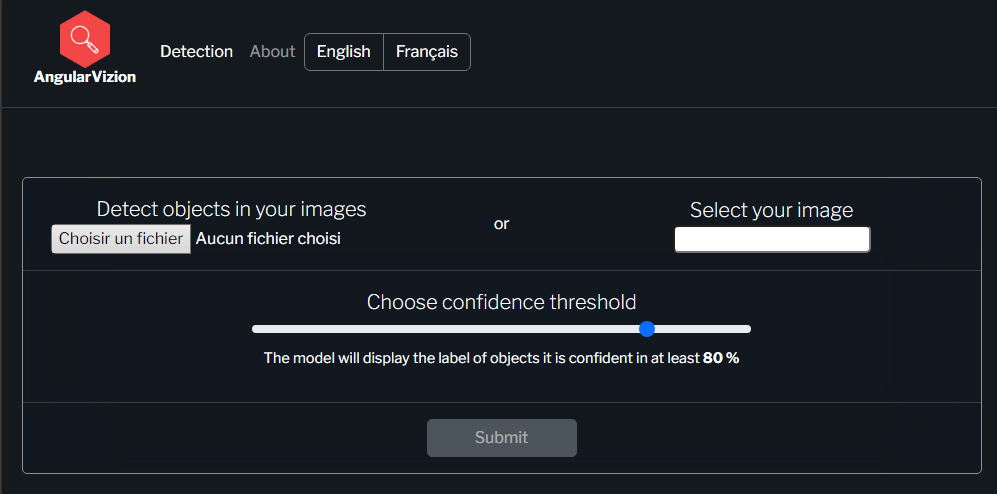 AngularVizion
Detection About English Français
Detect objects in your images
Choisir un fichier Aucun fichier choisi
or
Select your image
Choose confidence threshold
The model will display the label of objects it is confident in at least 80 %
Submit